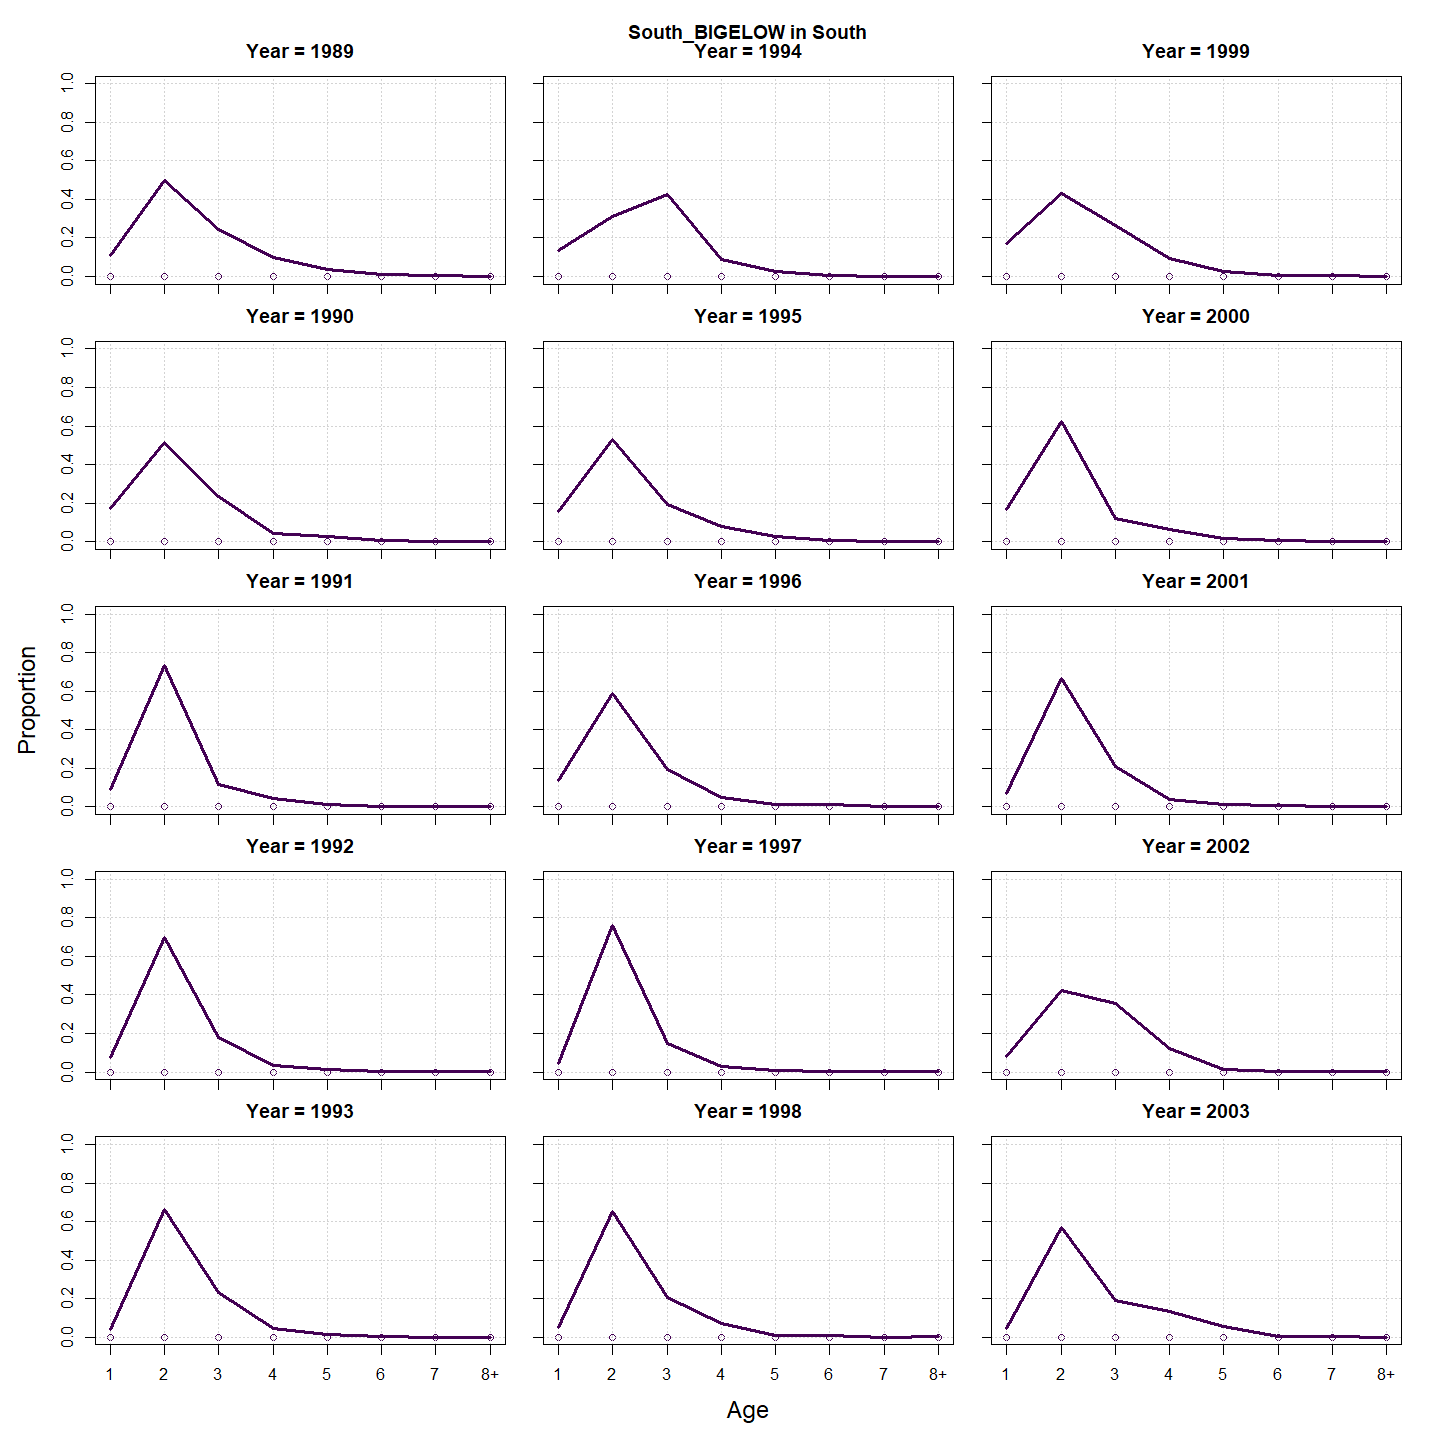 South_BIGELOW in South
Year = 1989
Year = 1994
Year = 1999
0.0 0.2 0.4 0.6 0.8 1.0
Year = 1990
Year = 1995
Year = 2000
0.0 0.2 0.4 0.6 0.8 1.0
Year = 1991
Year = 1996
Year = 2001
0.0 0.2 0.4 0.6 0.8 1.0
Proportion
Year = 1992
Year = 1997
Year = 2002
0.0 0.2 0.4 0.6 0.8 1.0
Year = 1993
Year = 1998
Year = 2003
0.0 0.2 0.4 0.6 0.8 1.0
1 2 3 4 5 6 7 8+
1 2 3 4 5 6 7 8+
1 2 3 4 5 6 7 8+
Age